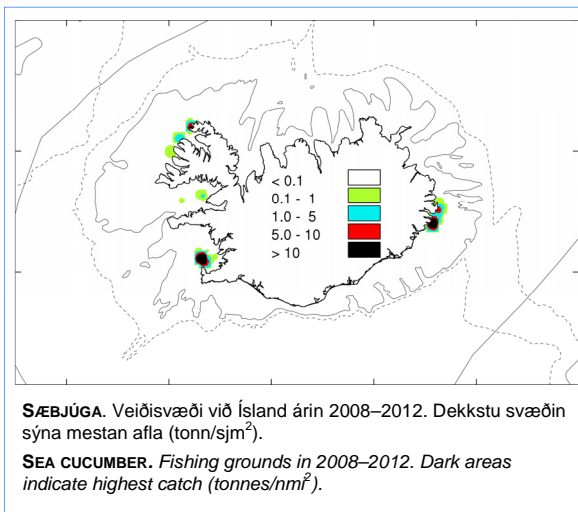 < 0.1
0.1 - 1
1.0 - 5
5.0 - 10
> 10
SÆBJÚGA. Veiðisvæði við Ísland árin 2008–2012. Dekkstu svæðin
sýna mestan afla (tonn/sjm²).
SEA CUCUMBER. Fishing grounds in 2008–2012. Dark areas
indicate highest catch (tonnes/nmi²).